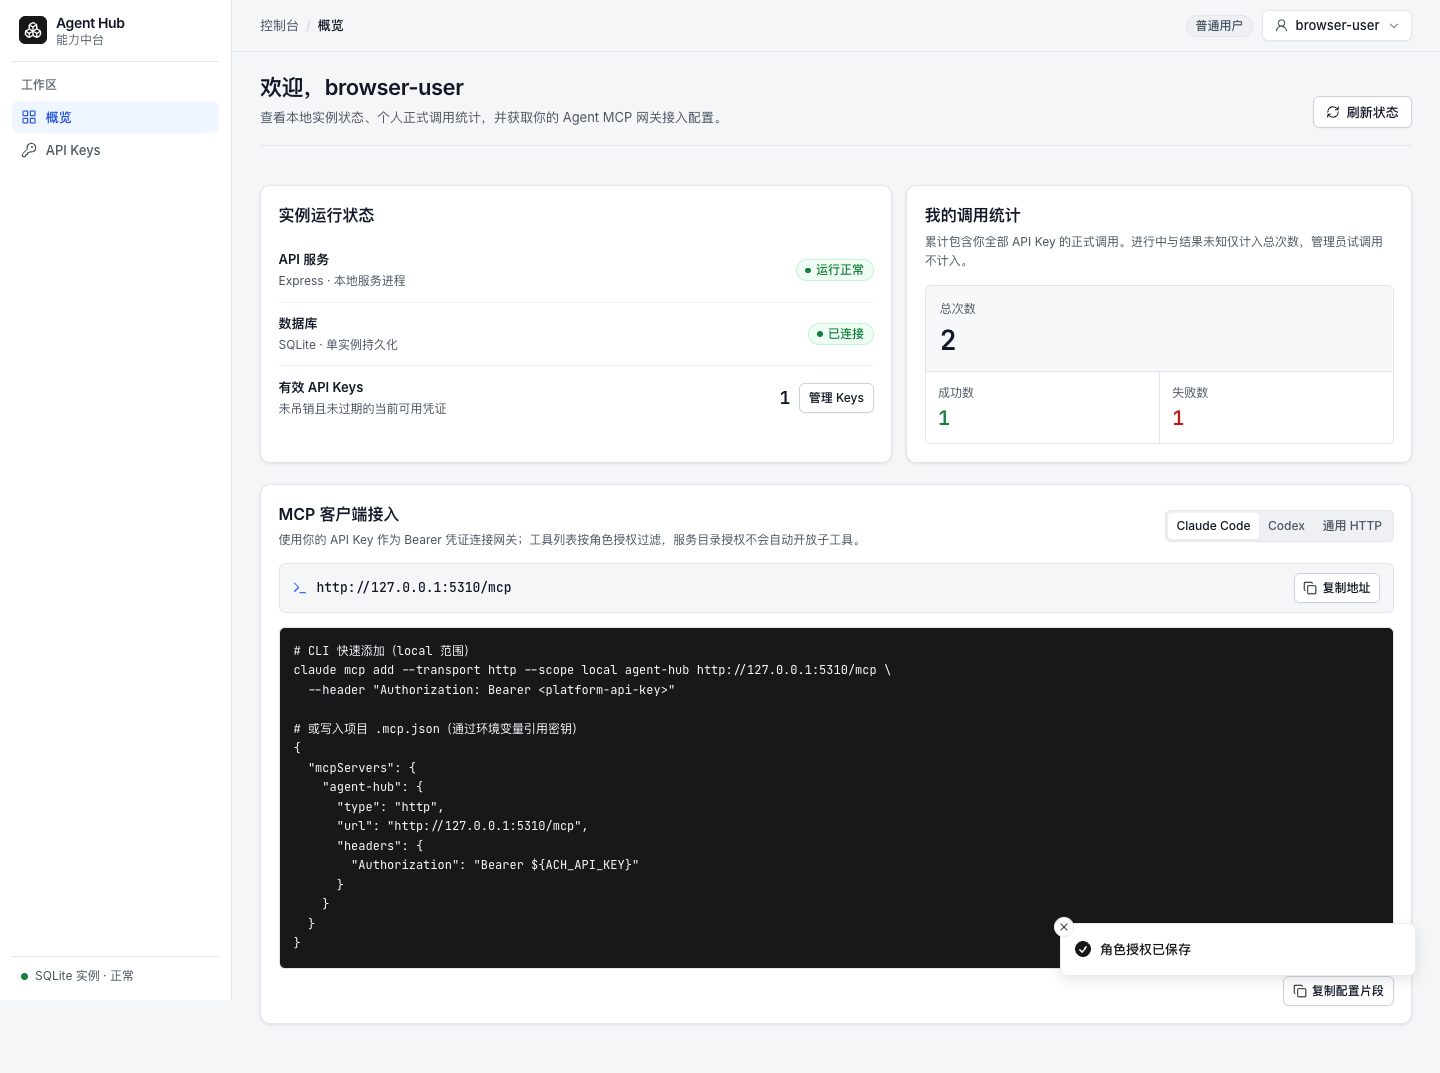 Agent Hub
能力中台
工作区
概览
API Keys
SQLite 实例 · 正常
控制台 / 概览
普通用户
browser-user
欢迎，browser-user
查看本地实例状态、个人正式调用统计，并获取你的 Agent MCP 网关接入配置。
刷新状态
实例运行状态
API 服务
Express · 本地服务进程
运行正常
数据库
SQLite · 单实例持久化
已连接
有效 API Keys
未吊销且未过期的当前可用凭证
1
管理 Keys
我的调用统计
累计包含你全部 API Key 的正式调用。进行中与结果未知仅计入总次数，管理员试调用
不计入。
总次数
2
成功数
1
失败数
1
MCP 客户端接入
使用你的 API Key 作为 Bearer 凭证连接网关；工具列表按角色授权过滤，服务目录授权不会自动开放子工具。
Claude Code
Codex
通用 HTTP
http://127.0.0.1:5310/mcp
复制地址
# CLI 快速添加（local 范围）
claude mcp add --transport http --scope local agent-hub http://127.0.0.1:5310/mcp \
  --header "Authorization: Bearer <platform-api-key>"
# 或写入项目 .mcp.json（通过环境变量引用密钥）
{
  "mcpServers": {
    "agent-hub": {
      "type": "http",
      "url": "http://127.0.0.1:5310/mcp",
      "headers": {
        "Authorization": "Bearer ${ACH_API_KEY}"
      }
    }
  }
}
角色授权已保存
复制配置片段